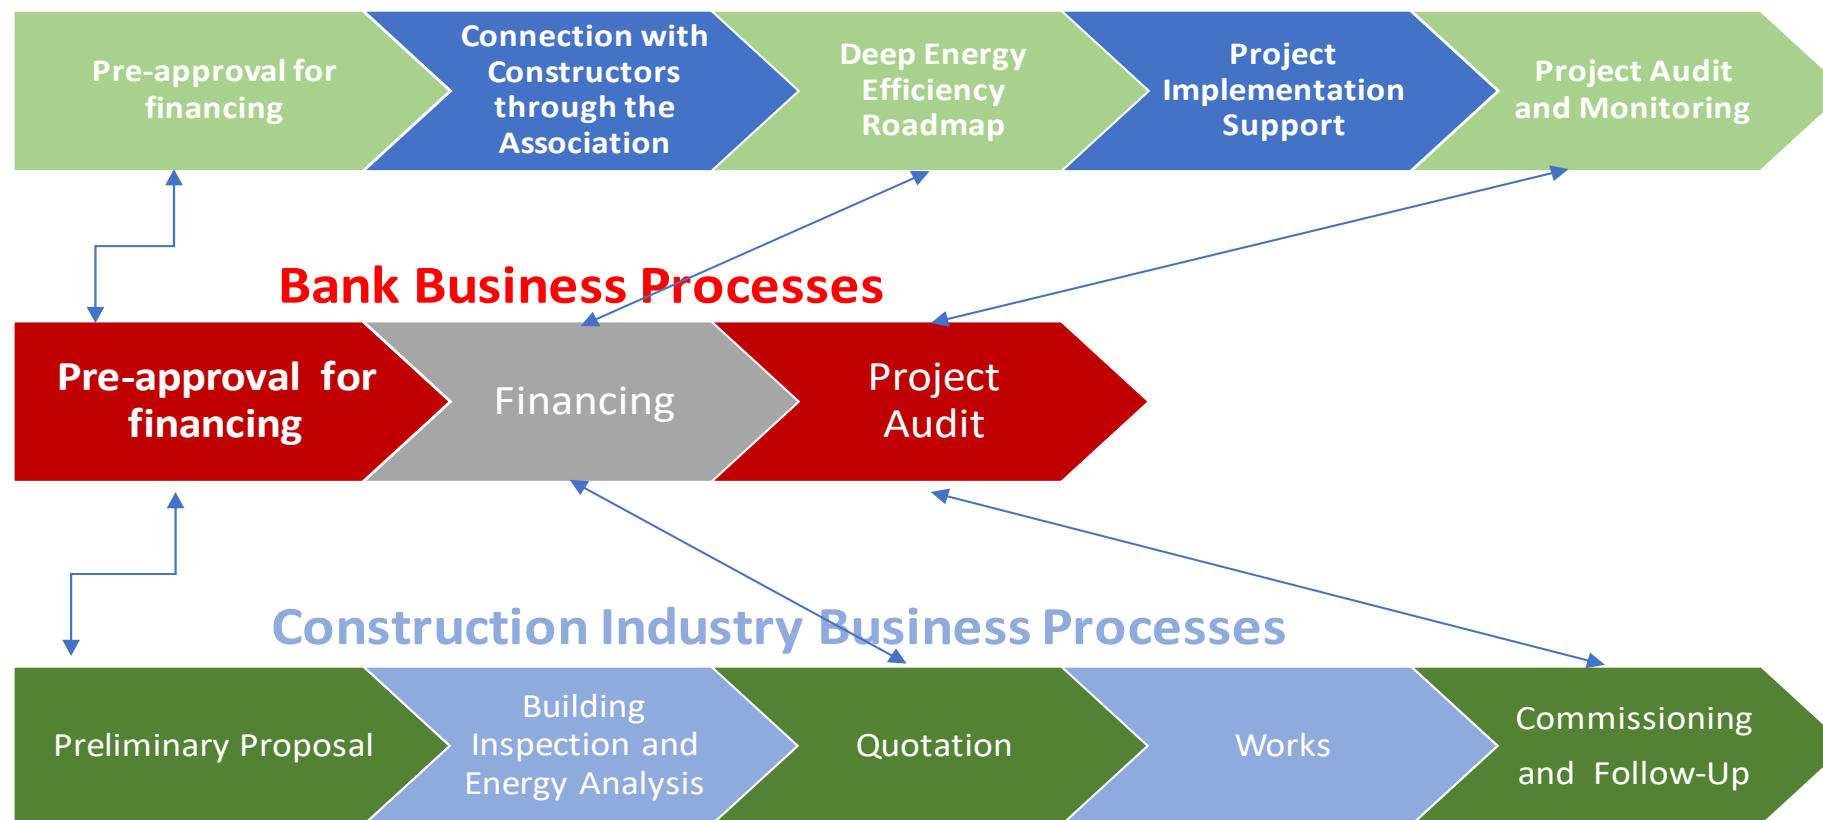 Pre-approval for
financing
Connection with
Constructors
through the
Association
Deep Energy
Efficiency
Roadmap
Project
Implementation
Support
Project Audit
and Monitoring
Bank Business Processes
Pre-approval for
financing
Financing
Project
Audit
Construction Industry Business Processes
Preliminary Proposal
Building
Inspection and
Energy Analysis
Quotation
Works
Commissioning
and Follow-Up